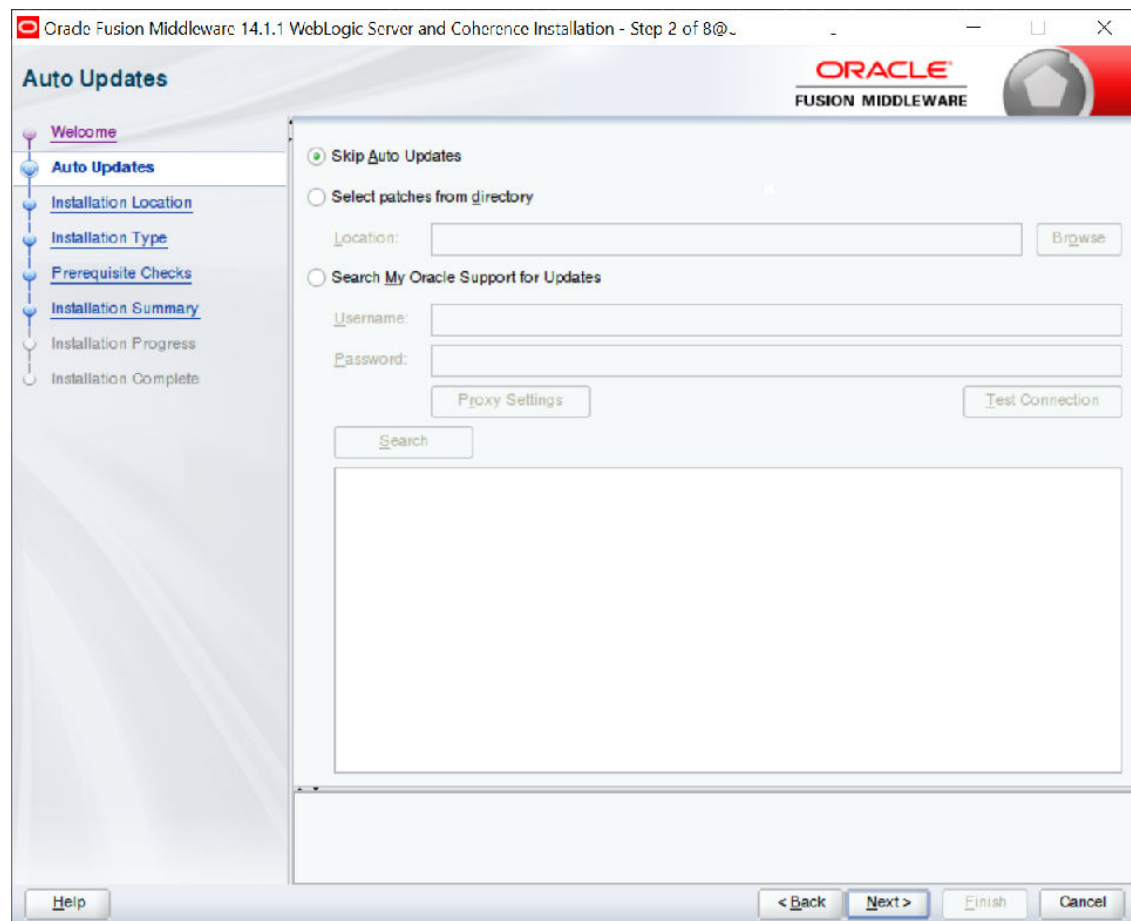 Oracle Fusion Middleware 14.1.1 WebLogic Server and Coherence Installation - Step 2 of 8@
Auto Updates
ORACLE
FUSION MIDDLEWARE
Welcome
Auto Updates
Installation Location
Installation Type
Prerequisite Checks
Installation Summary
Installation Progress
Installation Complete
Skip Auto Updates
Select patches from directory
Location:
Browse
Search My Oracle Support for Updates
Username:
Password:
Proxy Settings
Test Connection
Search
Help
< Back
Next >
Finish
Cancel